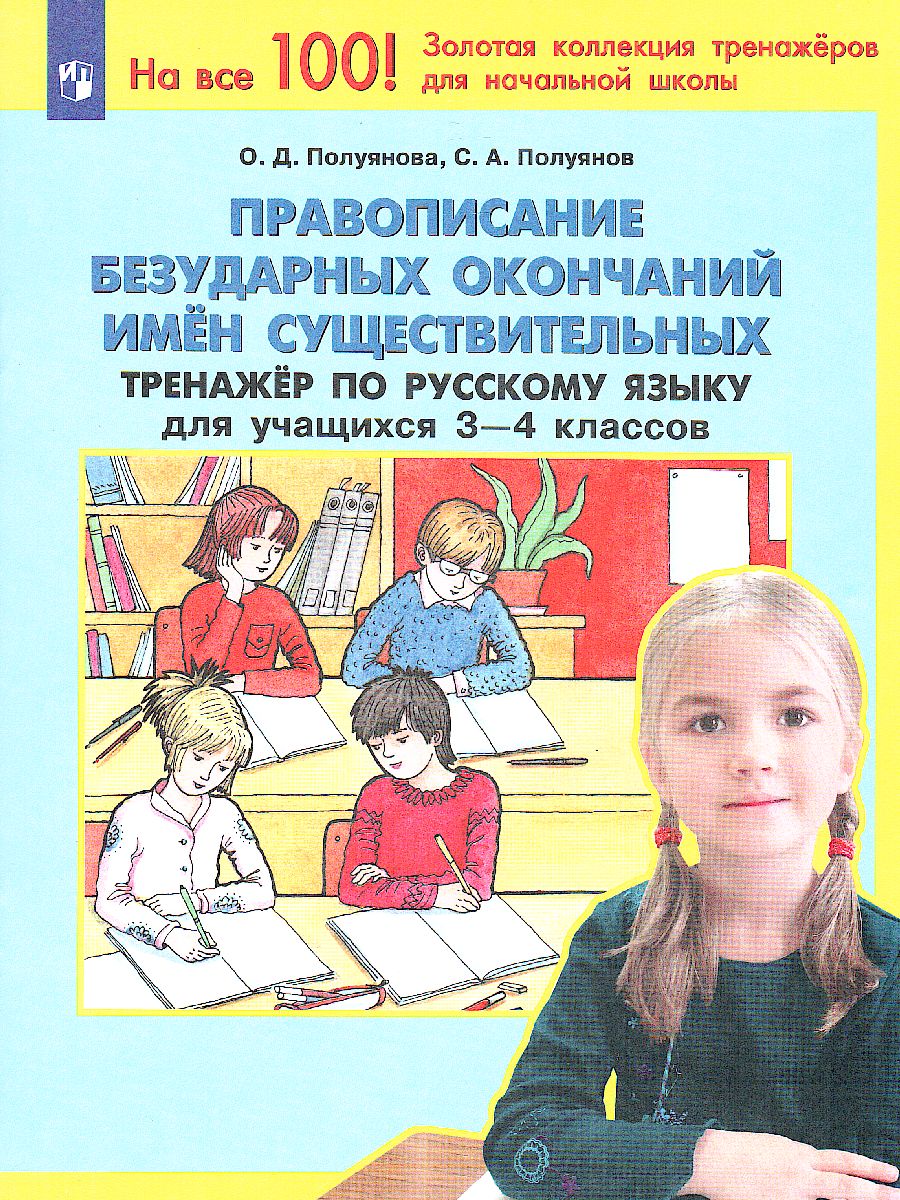 На все 100!
Золотая коллекция тренажёров
для начальной школы
О. Д. Полуянова, С. А. Полуянов
ПРАВОПИСАНИЕ
БЕЗУДАРНЫХ ОКОНЧАНИЙ
ИМЁН СУЩЕСТВИТЕЛЬНЫХ
ТРЕНАЖЁР ПО РУССКОМУ ЯЗЫКУ
для учащихся 3—4 классов